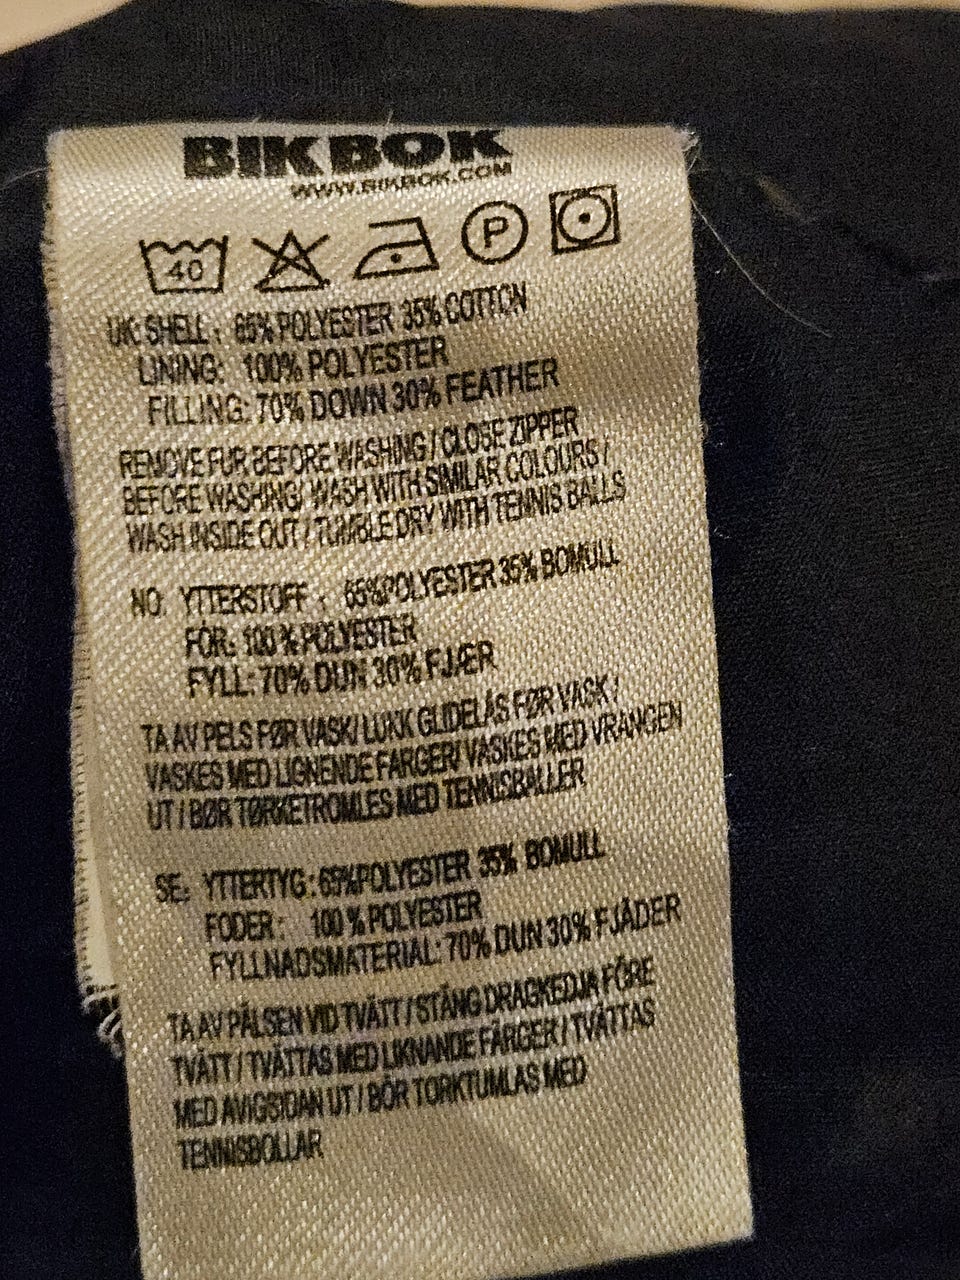 BIKBOK
WWW.BIKBOK.COM
40 P
UK: SHELL: 65% POLYESTER 35% COTTON
LINING: 100% POLYESTER
FILLING: 70% DOWN 30% FEATHER
REMOVE FUR BEFORE WASHING / CLOSE ZIPPER
BEFORE WASHING/ WASH WITH SIMILAR COLOURS /
WASH INSIDE OUT / TUMBLE DRY WITH TENNIS BALLS
NO: YTTERSTOFF : 65%POLYESTER 35% BOMULL
FÔR: 100 % POLYESTER
FYLL: 70% DUN 30% FJÆR
TA AV PELS FØR VASK/ LUKK GLIDELÅS FØR VASK /
VASKES MED LIGNENDE FARGER/ VASKES MED VRANGEN
UT / BØR TØRKETROMLES MED TENNISBALLER
SE: YTTERTYG: 65%POLYESTER 35% BOMULL
FODER: 100 % POLYESTER
FYLLNADSMATERIAL: 70% DUN 30% FJÄDER
TA AV PÄLSEN VID TVÄTT / STÄNG DRAGKEDJA FÖRE
TVÄTT / TVÄTTAS MED LIKNANDE FÄRGER / TVÄTTAS
MED AVIGSIDAN UT / BÖR TORKTUMLAS MED
TENNISBOLLAR